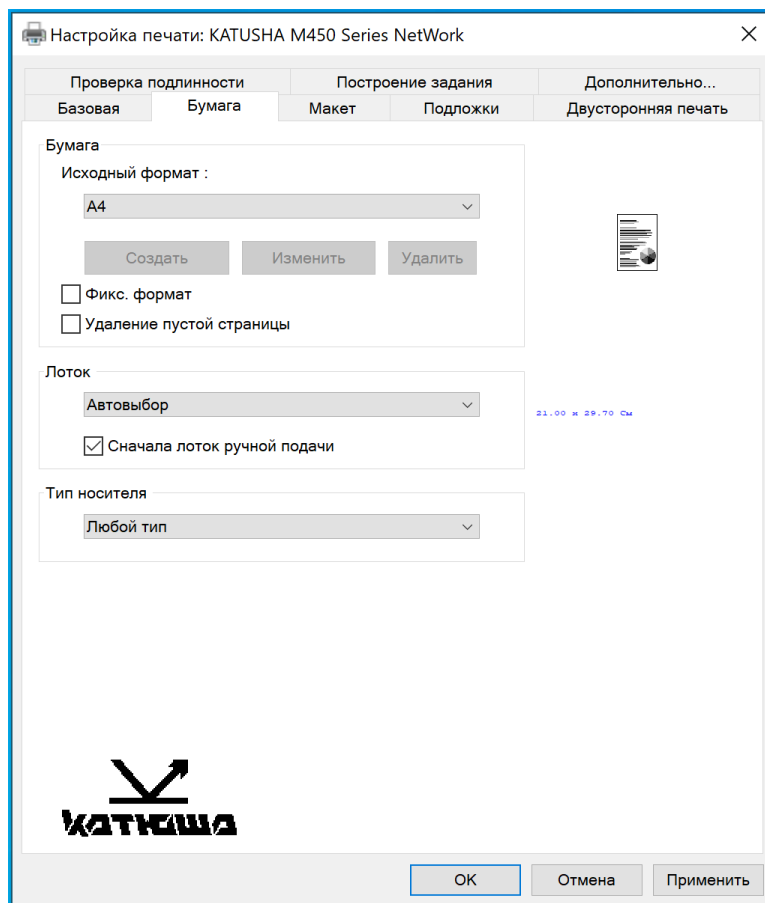 Настройка печати: KATUSHA M450 Series NetWork
Проверка подлинности Построение задания Дополнительно...
Базовая Бумага Макет Подложки Двусторонняя печать
Бумага
Исходный формат :
A4
Создать Изменить Удалить
Фикс. формат
Удаление пустой страницы
Лоток
Автовыбор
21.00 x 29.70 См
Сначала лоток ручной подачи
Тип носителя
Любой тип
катюша
OK Отмена Применить